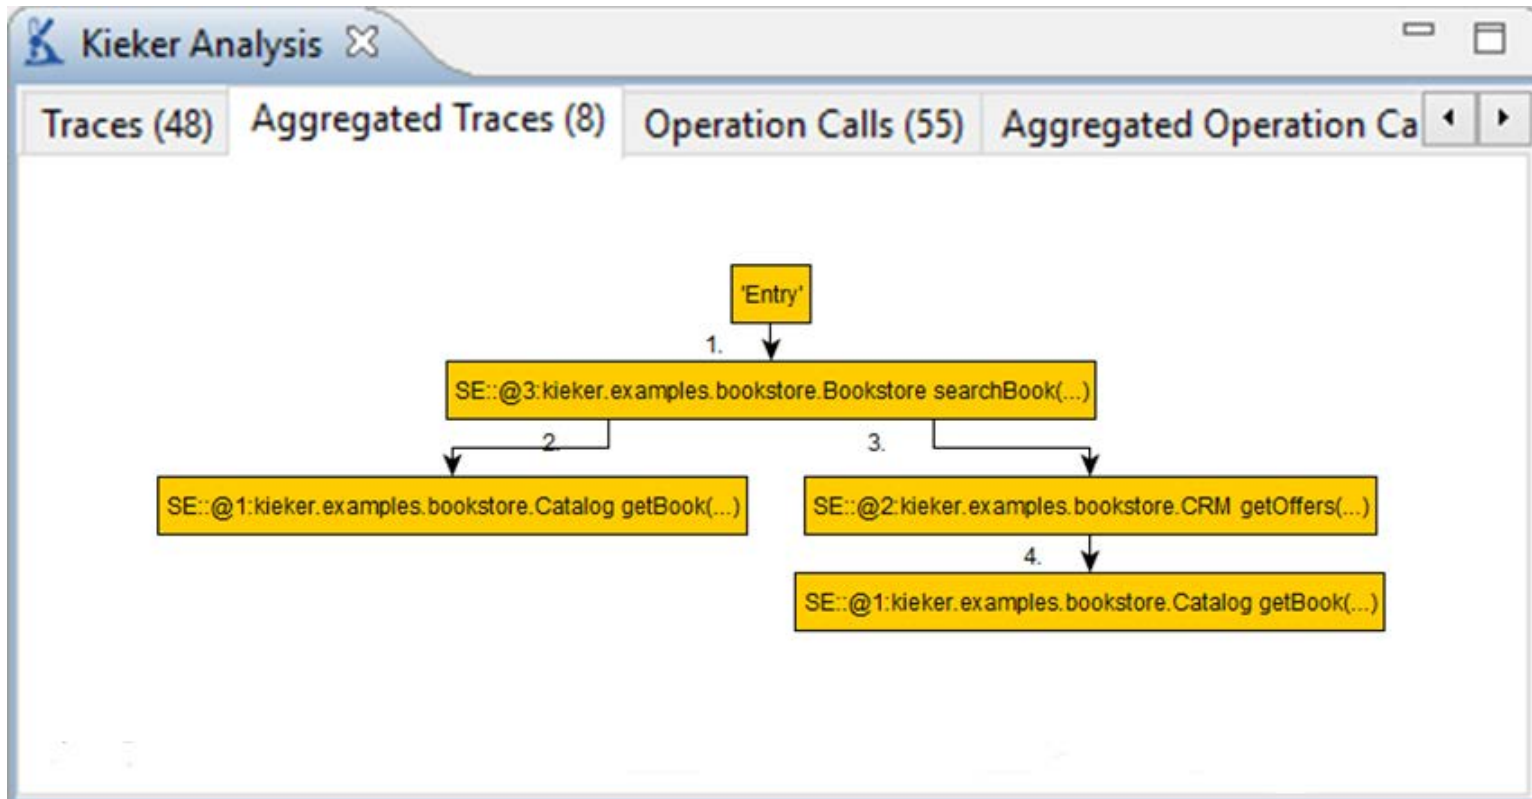 Kieker Analysis
Traces (48) Aggregated Traces (8) Operation Calls (55) Aggregated Operation Ca
'Entry'
1.
SE::@3:kieker.examples.bookstore.Bookstore searchBook(...)
2. 3.
SE::@1:kieker.examples.bookstore.Catalog getBook(...) SE::@2:kieker.examples.bookstore.CRM getOffers(...)
4.
SE::@1:kieker.examples.bookstore.Catalog getBook(...)